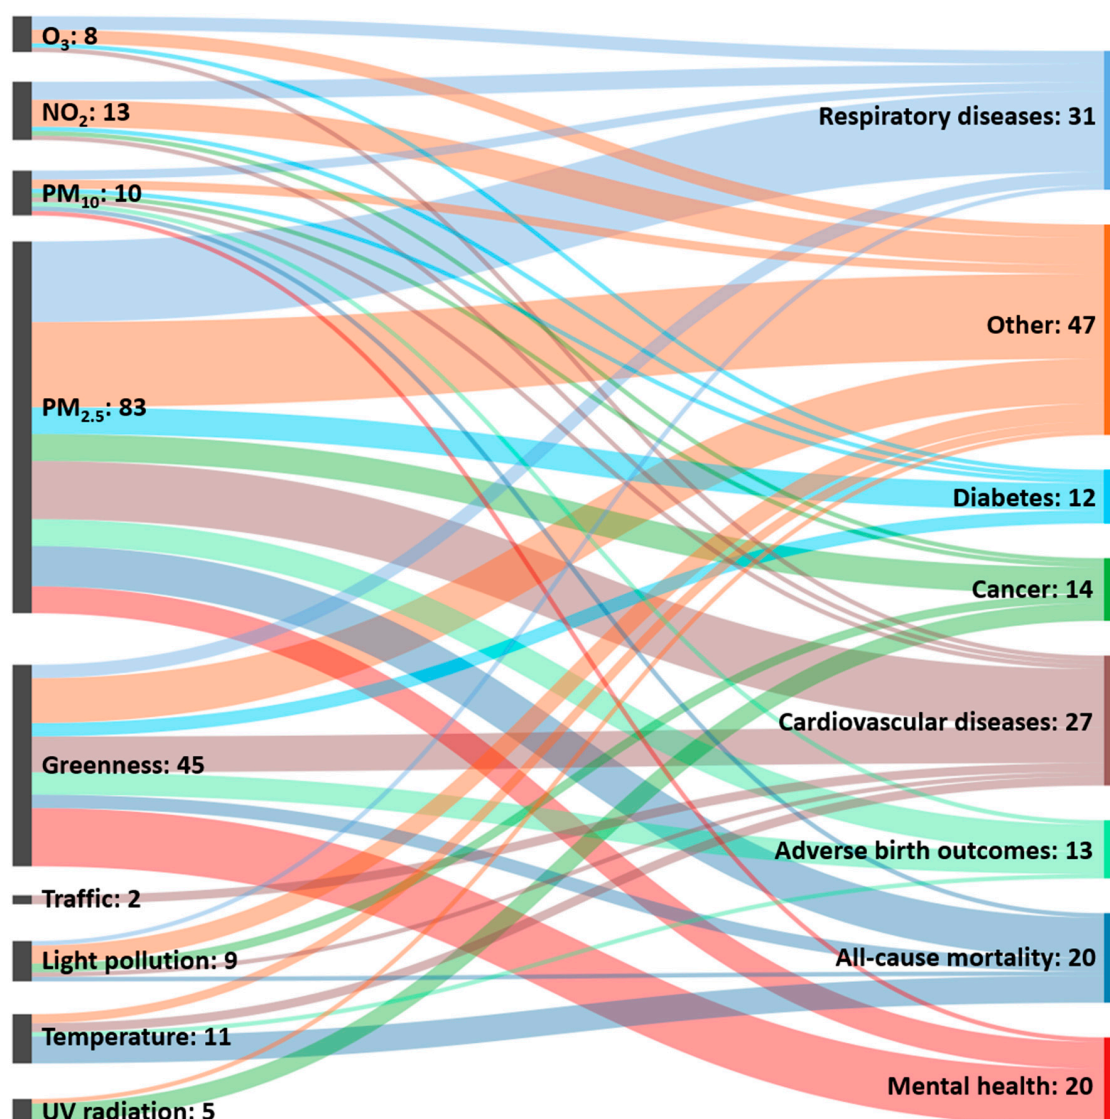 O₃: 8
NO₂: 13
PM₁₀: 10
PM₂.₅: 83
Greenness: 45
Traffic: 2
Light pollution: 9
Temperature: 11
UV radiation: 5
Respiratory diseases: 31
Other: 47
Diabetes: 12
Cancer: 14
Cardiovascular diseases: 27
Adverse birth outcomes: 13
All-cause mortality: 20
Mental health: 20